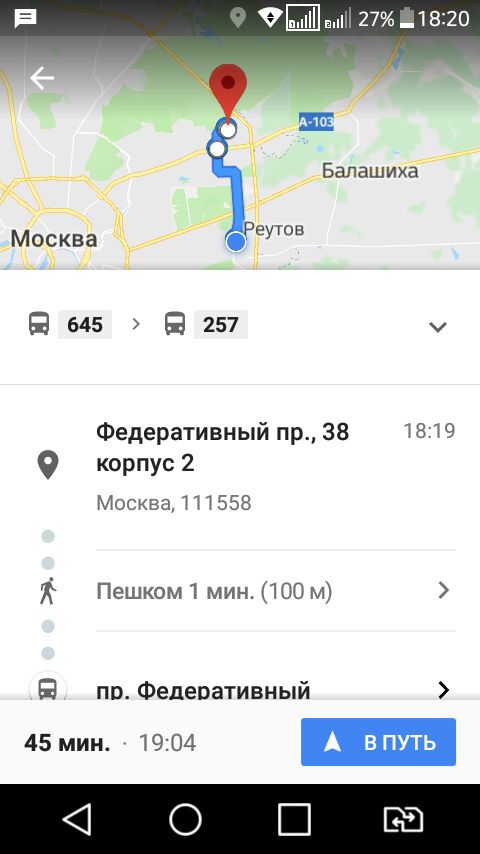 27% 18:20
А-103
Балашиха
Москва
Реутов
645 257
Федеративный пр., 38 18:19
корпус 2
Москва, 111558
Пешком 1 мин. (100 м)
пр. Федеративный
45 мин. · 19:04 В ПУТЬ